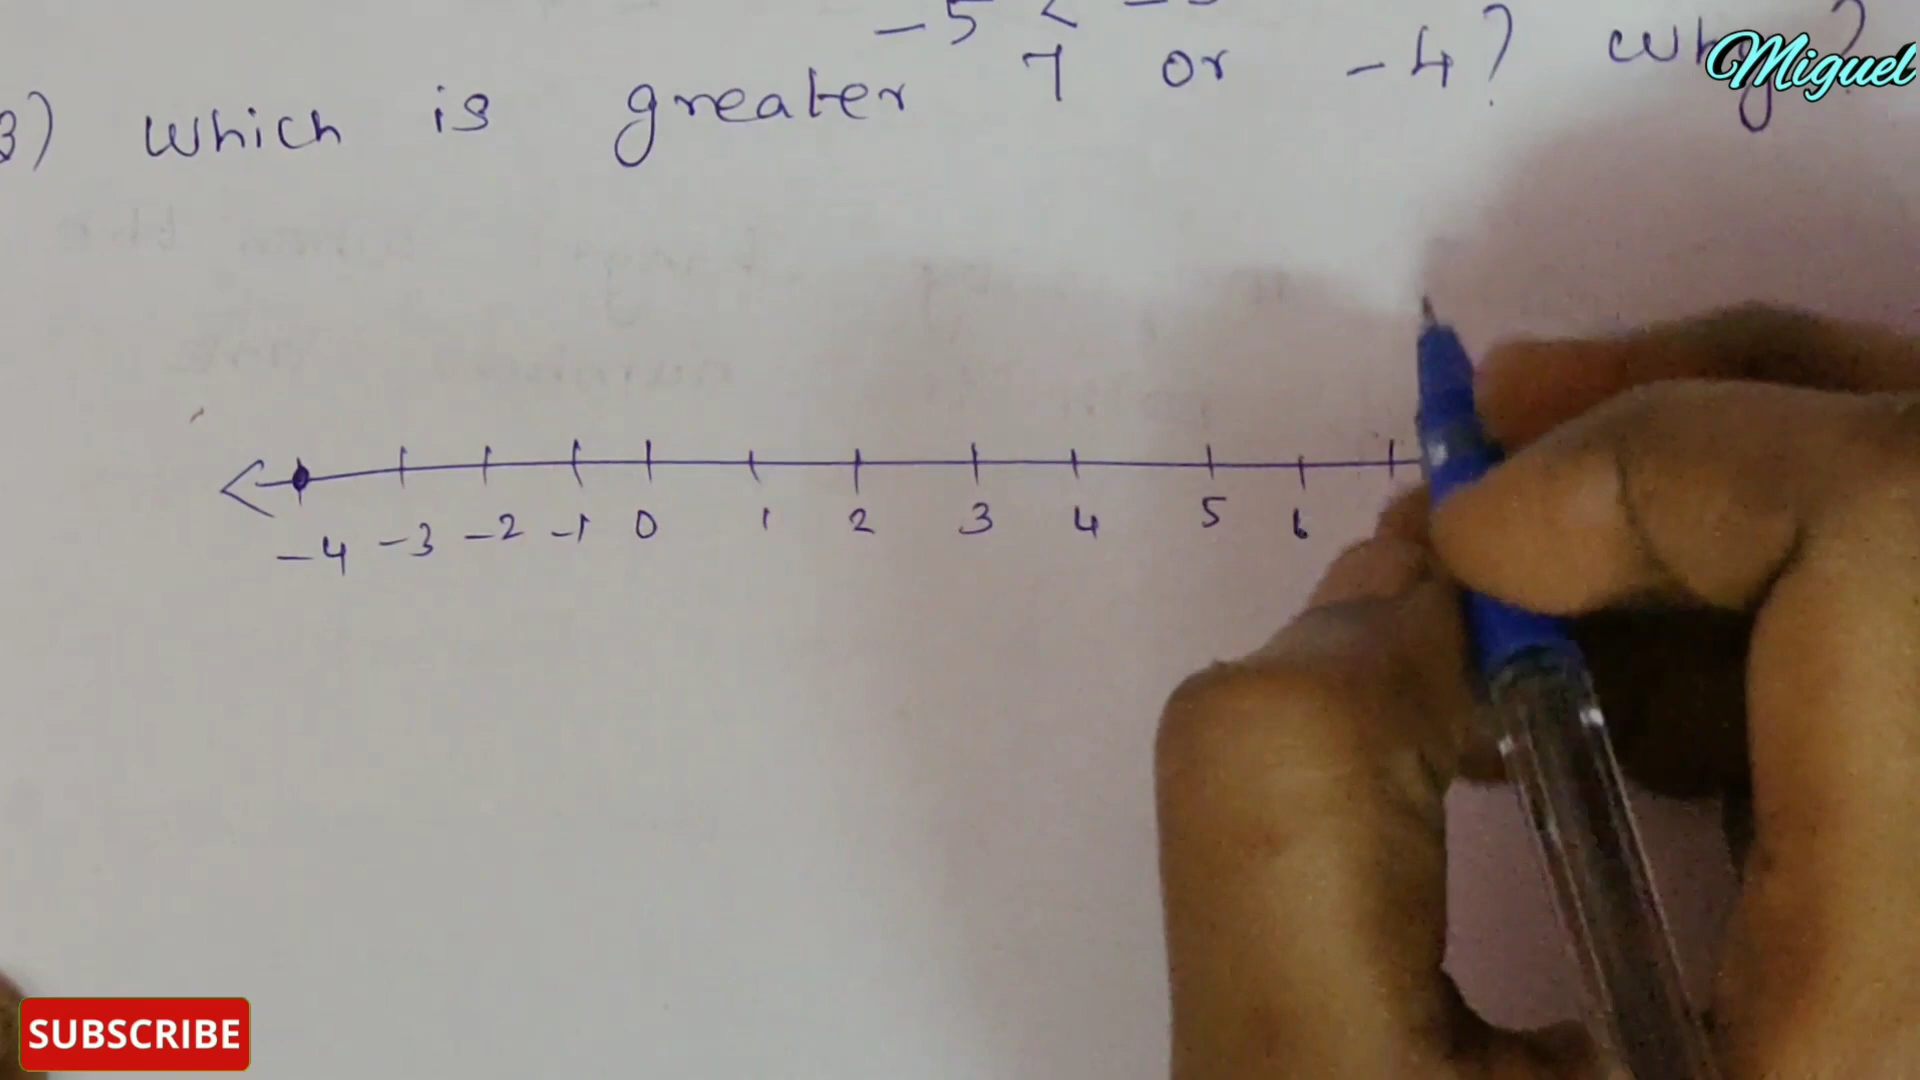 -5 <
3) Which is greater 7 or -4? why?
Miguel
-4 -3 -2 -1 0 1 2 3 4 5 6
SUBSCRIBE